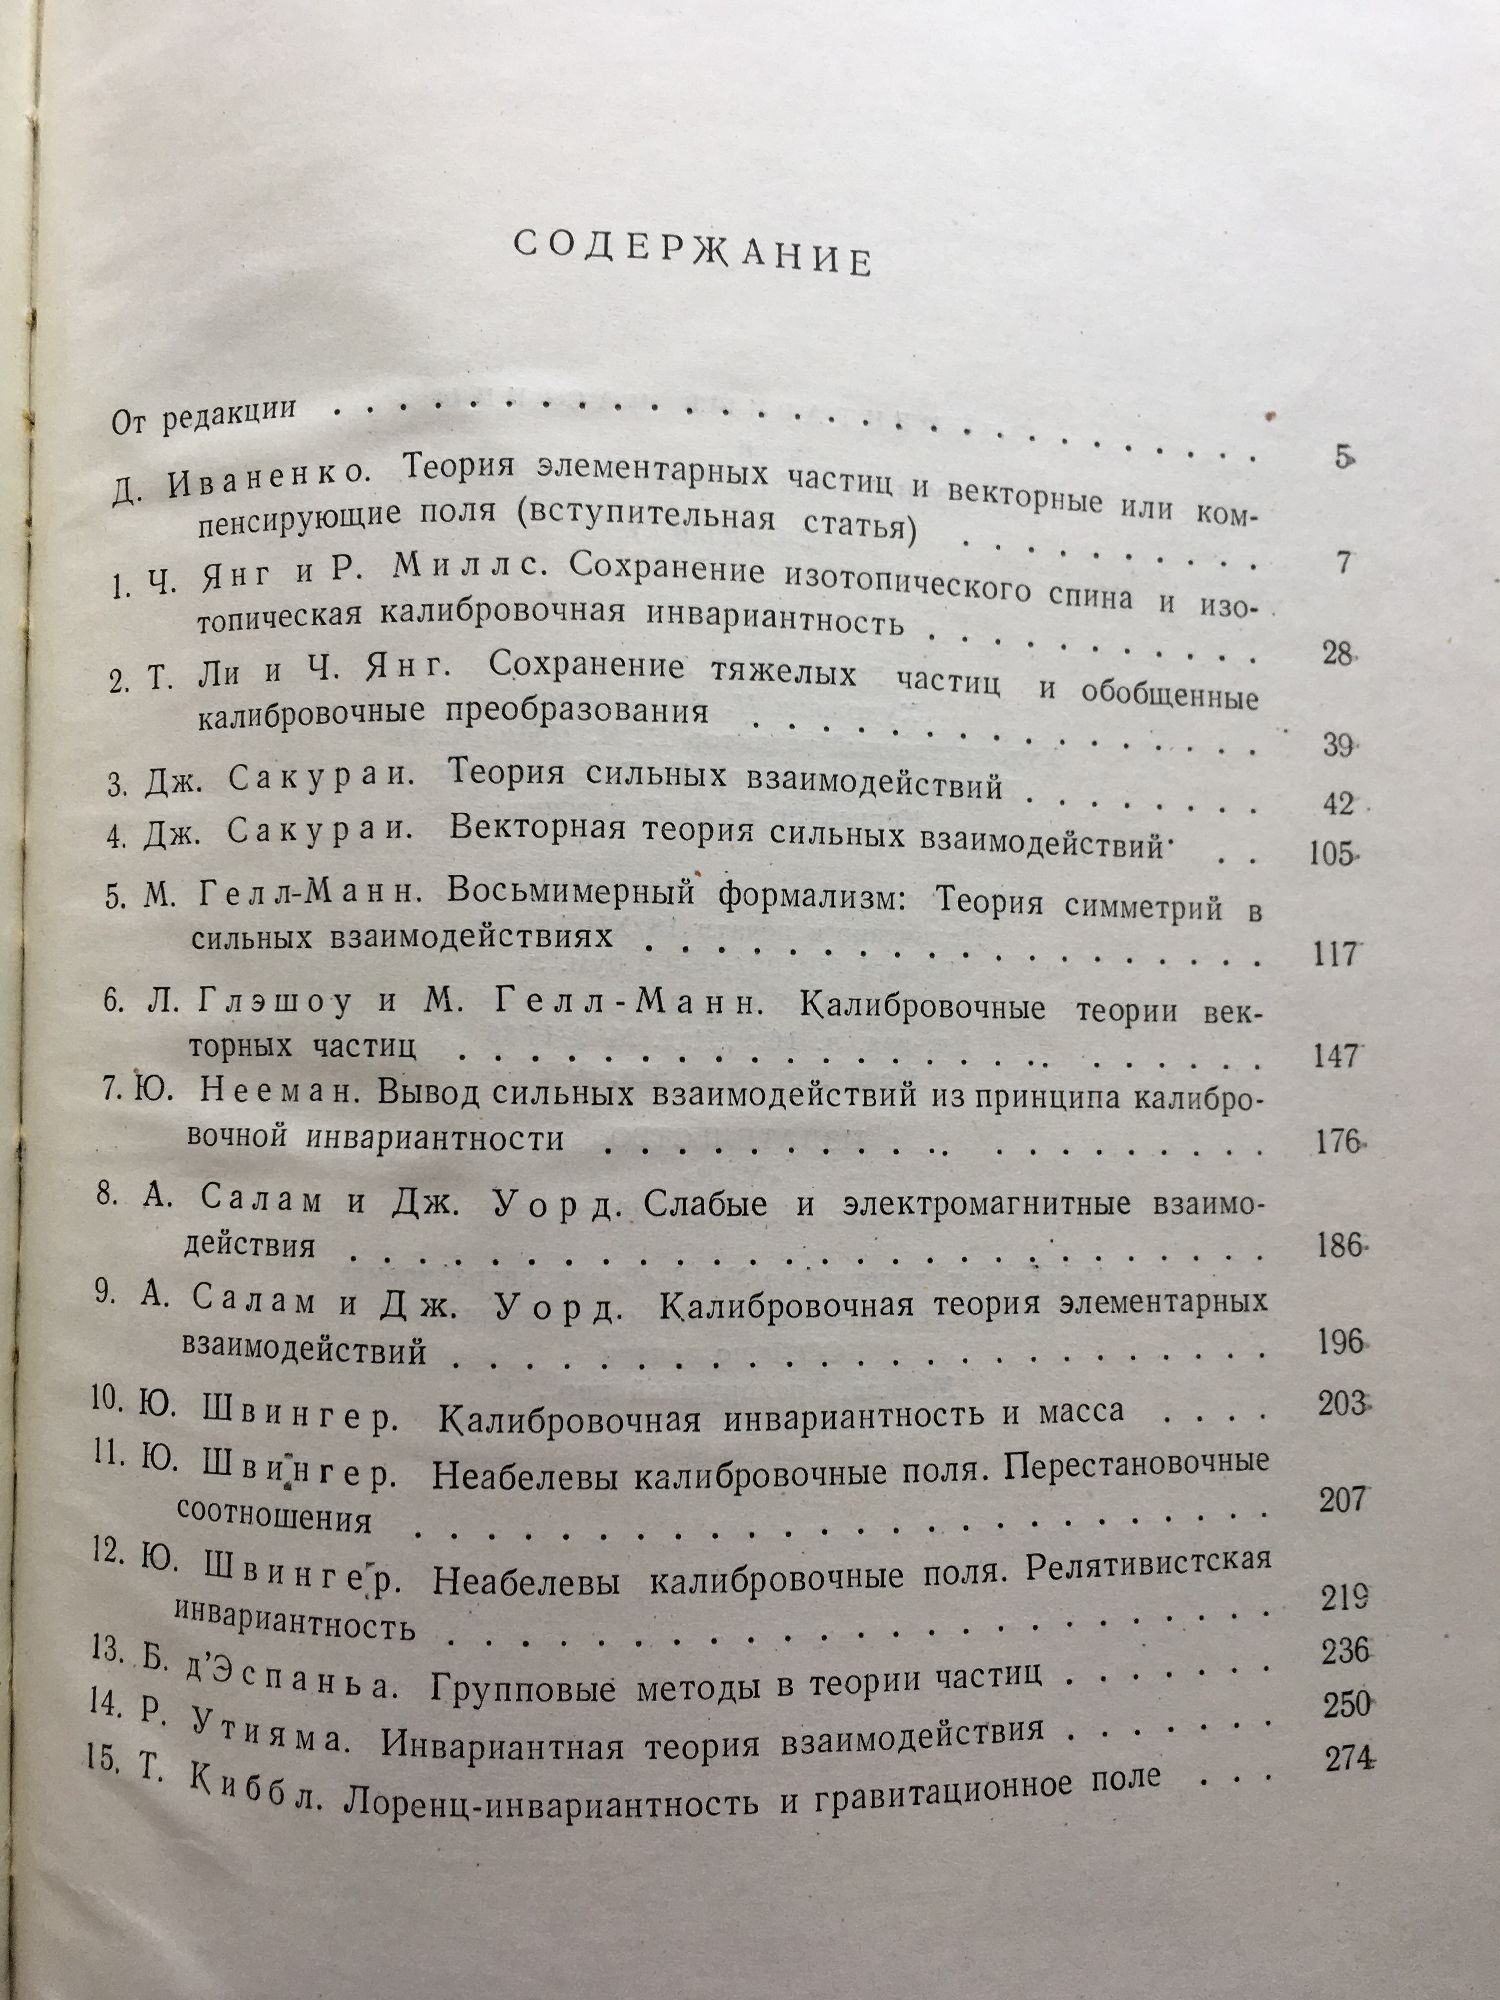 СОДЕРЖАНИЕ
От редакции . . . . . . . . . . . . . . . . . . . . . . . . . . 5
Д. Иваненко. Теория элементарных частиц и векторные или ком-
пенсирующие поля (вступительная статья) . . . . . . . . . . 7
1. Ч. Янг и Р. Миллс. Сохранение изотопического спина и изо-
топическая калибровочная инвариантность . . . . . . . . . . 28
2. Т. Ли и Ч. Янг. Сохранение тяжелых частиц и обобщенные
калибровочные преобразования . . . . . . . . . . . . . . . 39
3. Дж. Сакураи. Теория сильных взаимодействий . . . . . . . . 42
4. Дж. Сакураи. Векторная теория сильных взаимодействий . . 105
5. М. Гелл-Манн. Восьмимерный формализм: Теория симметрий в
сильных взаимодействиях . . . . . . . . . . . . . . . . . . 117
6. Л. Глэшоу и М. Гелл-Манн. Калибровочные теории век-
торных частиц . . . . . . . . . . . . . . . . . . . . . . . 147
7. Ю. Нееман. Вывод сильных взаимодействий из принципа калибро-
вочной инвариантности . . . . . . . . . . . . . . . . . . . 176
8. А. Салам и Дж. Уорд. Слабые и электромагнитные взаимо-
действия . . . . . . . . . . . . . . . . . . . . . . . . . . 186
9. А. Салам и Дж. Уорд. Калибровочная теория элементарных
взаимодействий . . . . . . . . . . . . . . . . . . . . . . . 196
10. Ю. Швингер. Калибровочная инвариантность и масса . . . . 203
11. Ю. Швингер. Неабелевы калибровочные поля. Перестановочные
соотношения . . . . . . . . . . . . . . . . . . . . . . . . 207
12. Ю. Швингер. Неабелевы калибровочные поля. Релятивистская
инвариантность . . . . . . . . . . . . . . . . . . . . . . . 219
13. Б. д'Эспанья. Групповые методы в теории частиц . . . . . . . 236
14. Р. Утияма. Инвариантная теория взаимодействия . . . . . . . 250
15. Т. Киббл. Лоренц-инвариантность и гравитационное поле . . . 274